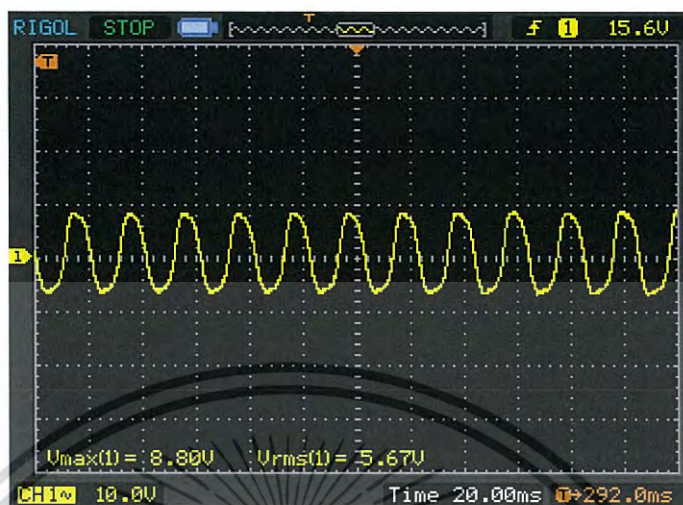 RIGOL STOP T 1 15.6V
T
1
Vmax(1)= 8.80V Vrms(1)= 5.67V
CH1~ 10.0V Time 20.00ms T→292.0ms